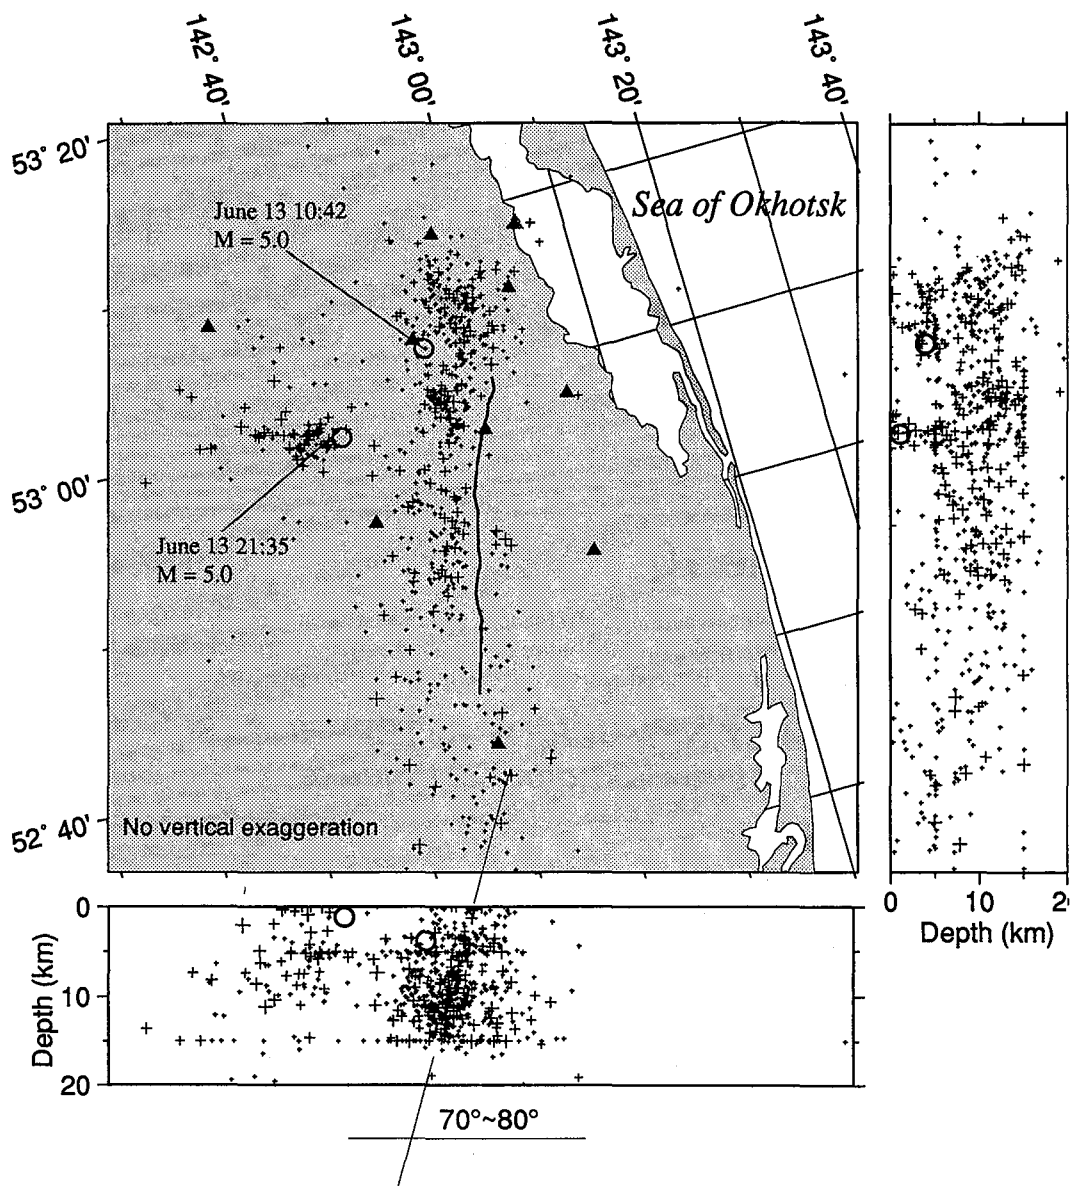 142° 40'
143° 00'
143° 20'
143° 40'
53° 20'
53° 00'
52° 40'
June 13 10:42
M = 5.0
Sea of Okhotsk
June 13 21:35
M = 5.0
No vertical exaggeration
0
10
2
Depth (km)
0
10
20
Depth (km)
70°~80°